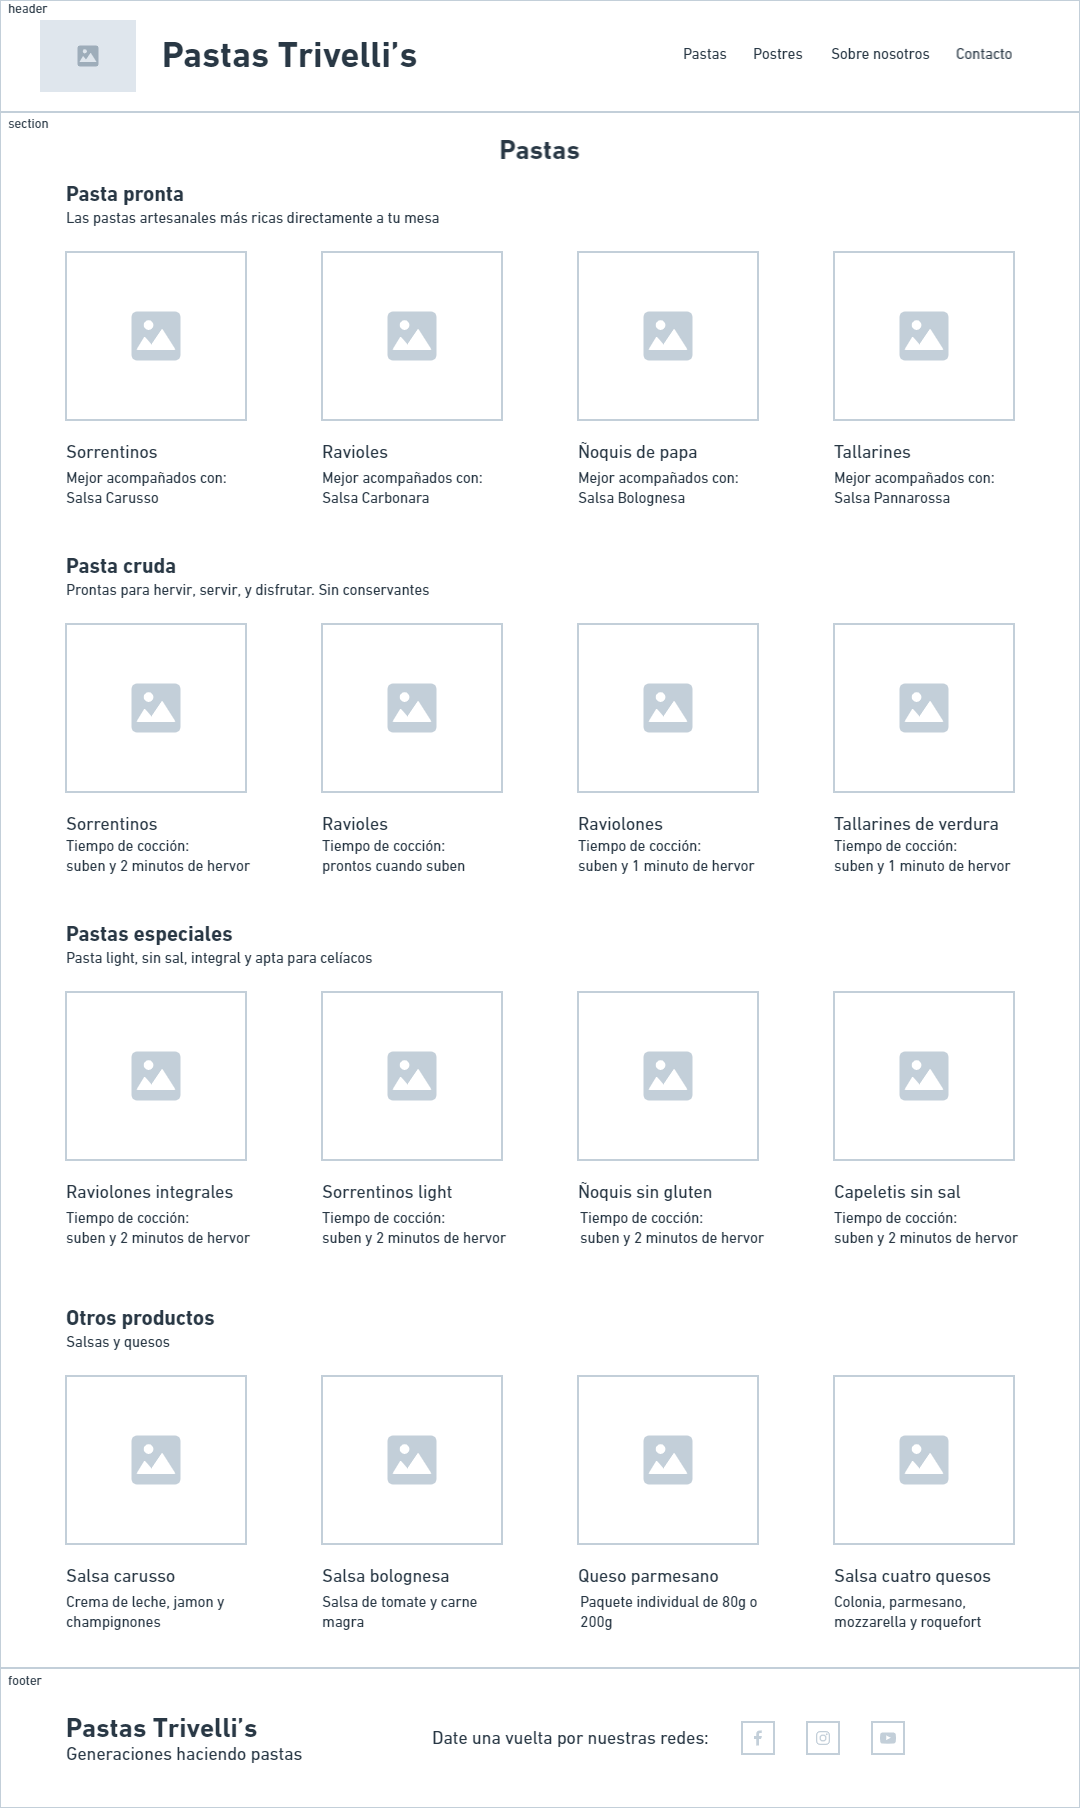 header
Pastas Trivelli’s
Pastas Postres Sobre nosotros Contacto
section
Pastas
Pasta pronta
Las pastas artesanales más ricas directamente a tu mesa
Sorrentinos
Mejor acompañados con:
Salsa Carusso
Ravioles
Mejor acompañados con:
Salsa Carbonara
Ñoquis de papa
Mejor acompañados con:
Salsa Bolognesa
Tallarines
Mejor acompañados con:
Salsa Pannarossa
Pasta cruda
Prontas para hervir, servir, y disfrutar. Sin conservantes
Sorrentinos
Tiempo de cocción:
suben y 2 minutos de hervor
Ravioles
Tiempo de cocción:
prontos cuando suben
Raviolones
Tiempo de cocción:
suben y 1 minuto de hervor
Tallarines de verdura
Tiempo de cocción:
suben y 1 minuto de hervor
Pastas especiales
Pasta light, sin sal, integral y apta para celíacos
Raviolones integrales
Tiempo de cocción:
suben y 2 minutos de hervor
Sorrentinos light
Tiempo de cocción:
suben y 2 minutos de hervor
Ñoquis sin gluten
Tiempo de cocción:
suben y 2 minutos de hervor
Capeletis sin sal
Tiempo de cocción:
suben y 2 minutos de hervor
Otros productos
Salsas y quesos
Salsa carusso
Crema de leche, jamon y
champignones
Salsa bolognesa
Salsa de tomate y carne
magra
Queso parmesano
Paquete individual de 80g o
200g
Salsa cuatro quesos
Colonia, parmesano,
mozzarella y roquefort
footer
Pastas Trivelli’s
Generaciones haciendo pastas
Date una vuelta por nuestras redes: